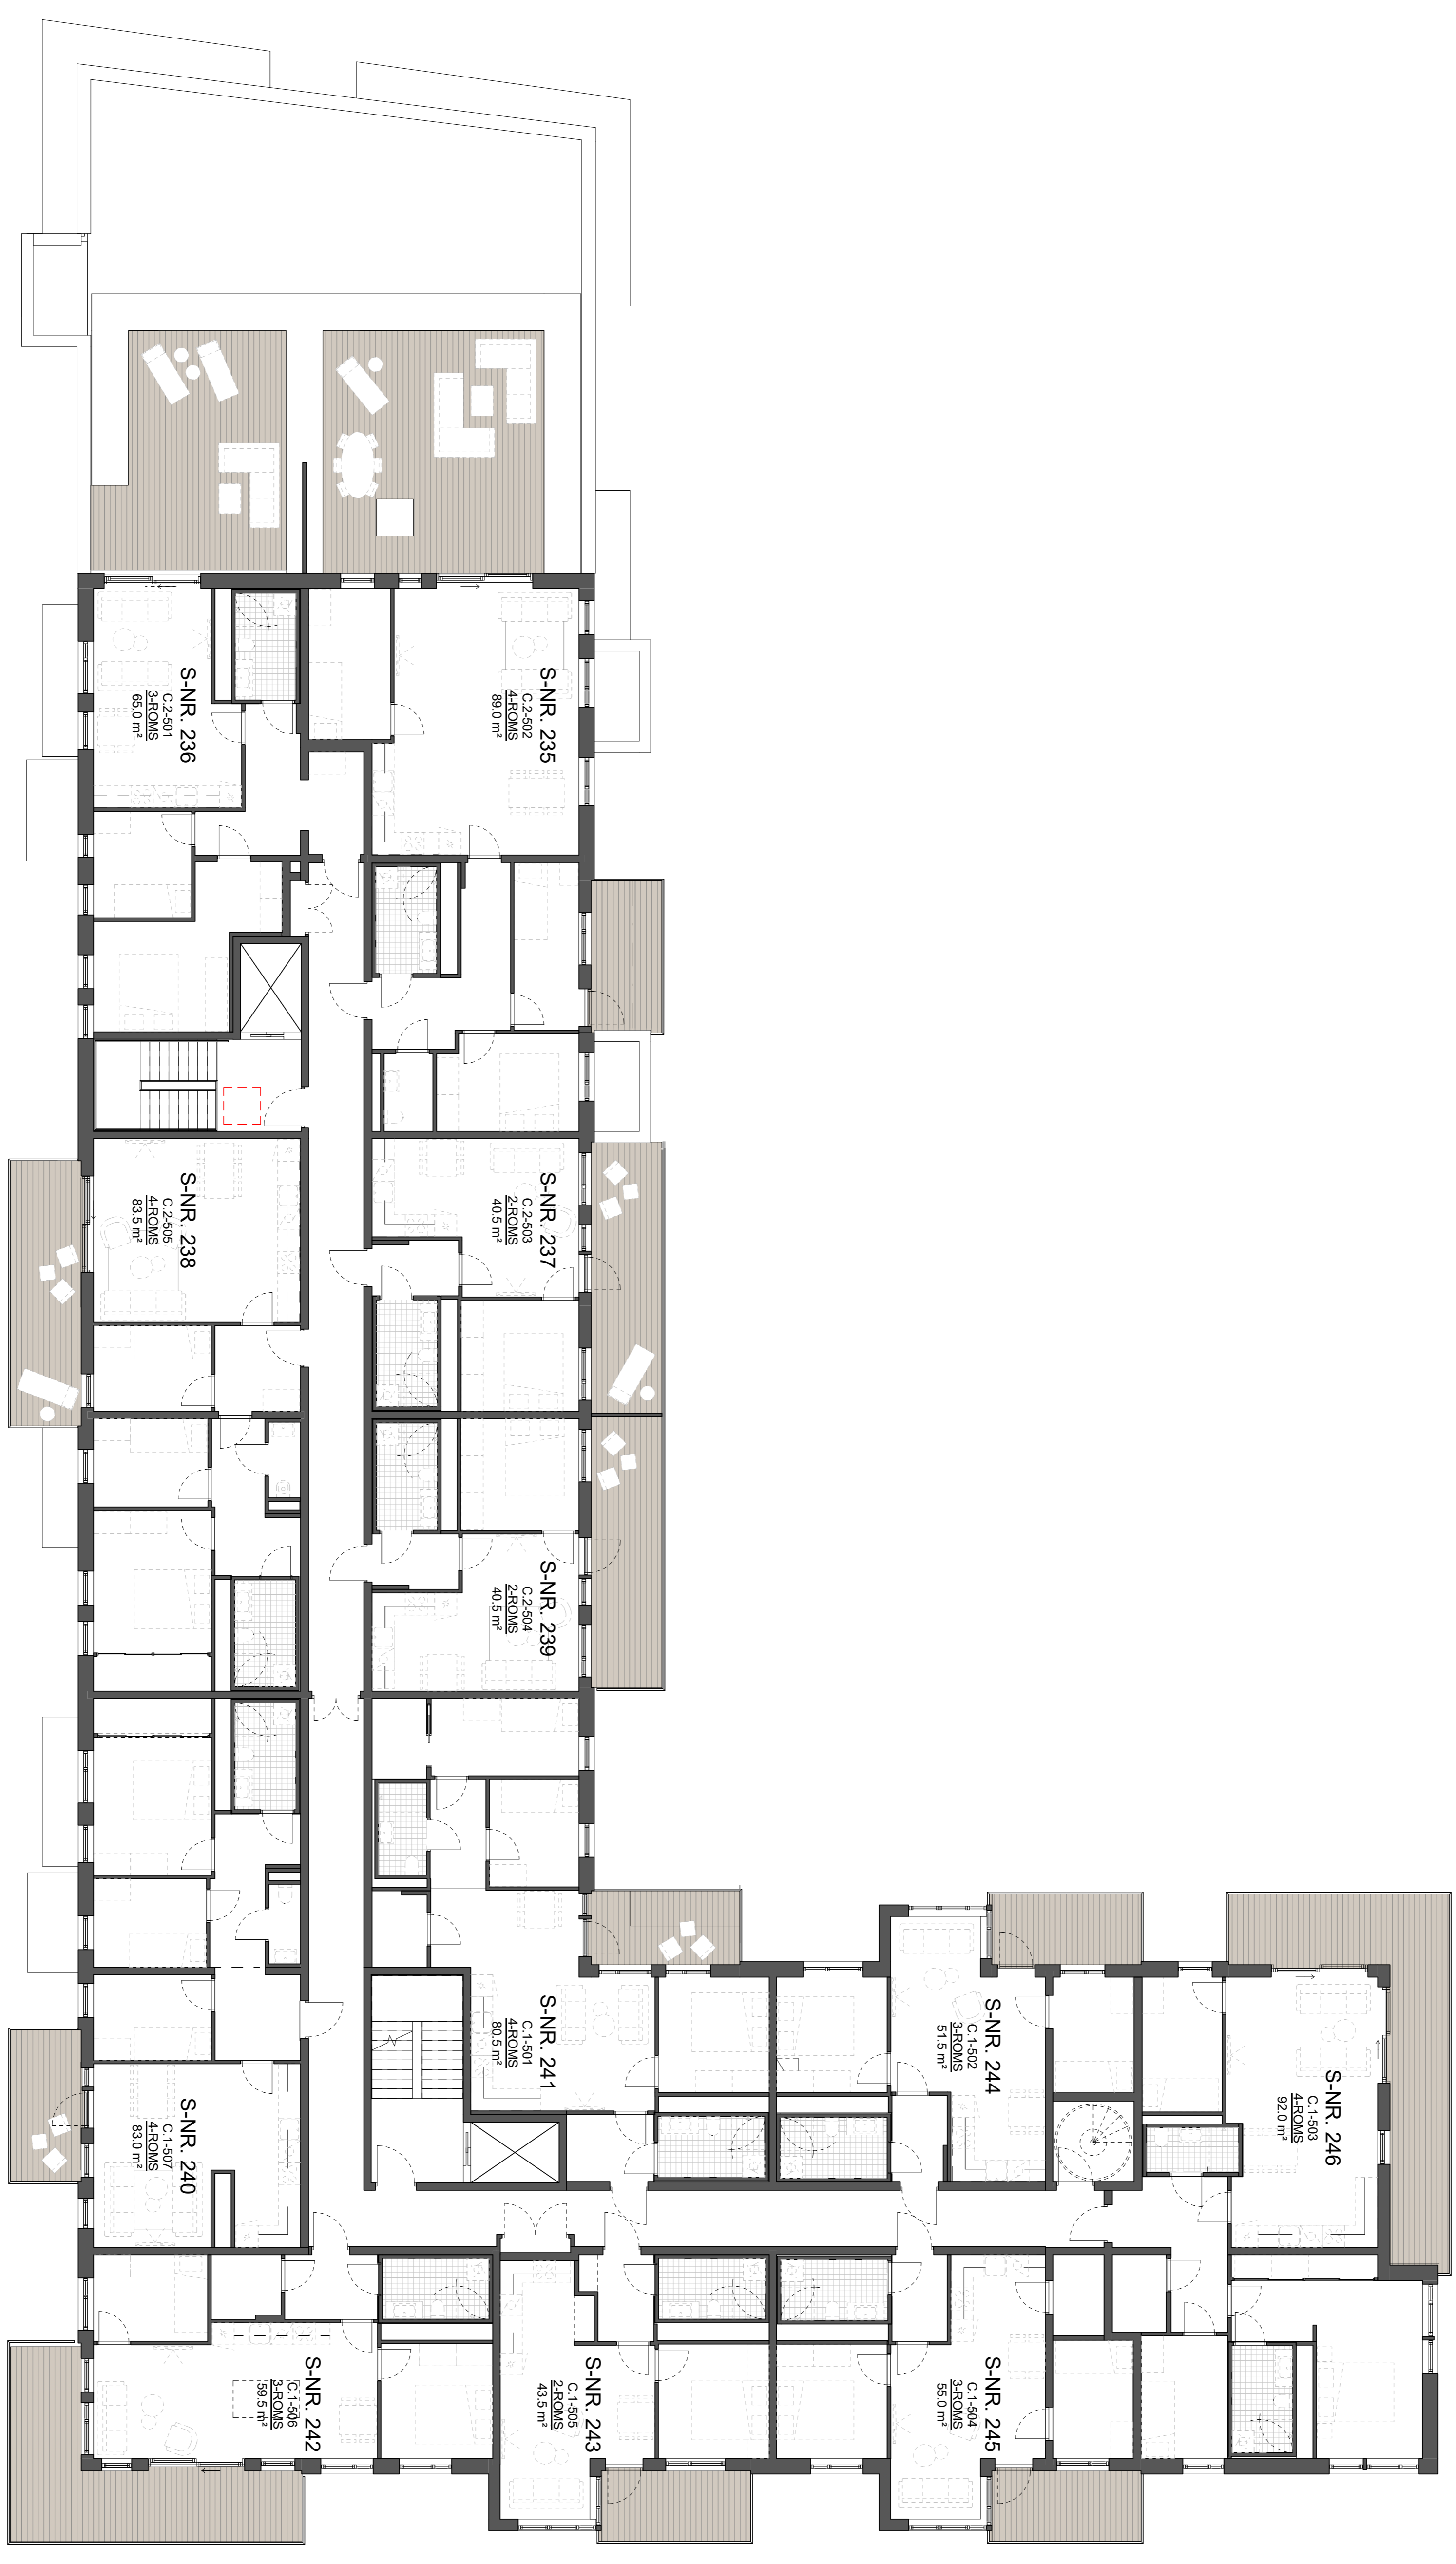 S-NR. 236
C.2-501
3-ROMS
65.0 m²
S-NR. 235
C.2-502
4-ROMS
89.0 m²
S-NR. 238
C.2-505
4-ROMS
83.5 m²
S-NR. 237
C.2-503
2-ROMS
40.5 m²
S-NR. 239
C.2-504
2-ROMS
40.5 m²
S-NR. 241
C.1-501
4-ROMS
80.5 m²
S-NR. 244
C.1-502
3-ROMS
51.5 m²
S-NR. 246
C.1-503
4-ROMS
92.0 m²
S-NR. 240
C.1-507
4-ROMS
83.0 m²
S-NR. 242
C.1-506
3-ROMS
59.5 m²
S-NR. 243
C.1-505
2-ROMS
43.5 m²
S-NR. 245
C.1-504
3-ROMS
55.0 m²